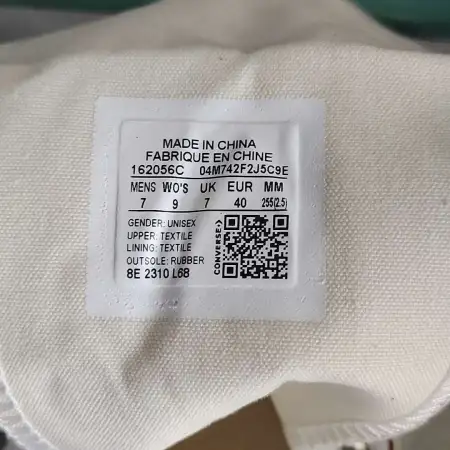 MADE IN CHINA
FABRIQUE EN CHINE
162056C 04M742F2J5C9E
MENS WO'S UK EUR MM
7 9 7 40 255(2.5)
GENDER: UNISEX
UPPER: TEXTILE
LINING: TEXTILE
OUTSOLE: RUBBER
8E 2310 L68
CONVERSE